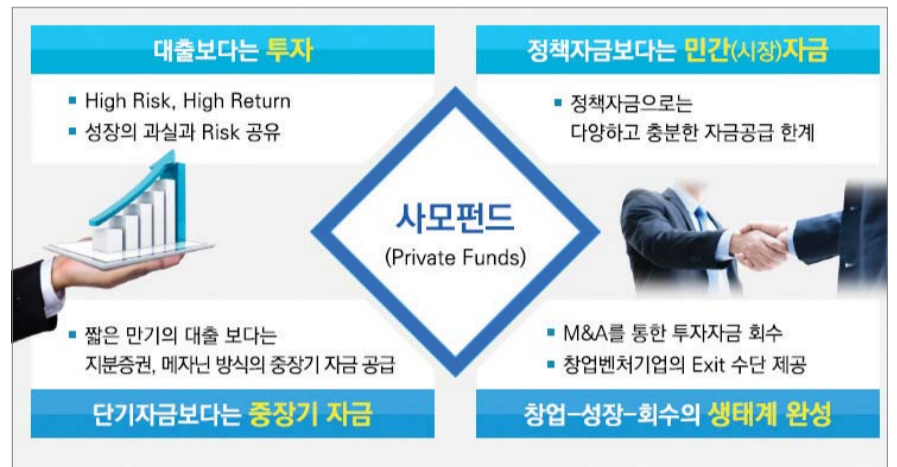 대출보다는 투자
▪ High Risk, High Return
▪ 성장의 과실과 Risk 공유
정책자금보다는 민간(시장)자금
▪ 정책자금으로는
다양하고 충분한 자금공급 한계
사모펀드
(Private Funds)
▪ 짧은 만기의 대출 보다는
지분증권, 메자닌 방식의 중장기 자금 공급
단기자금보다는 중장기 자금
▪ M&A를 통한 투자자금 회수
▪ 창업벤처기업의 Exit 수단 제공
창업-성장-회수의 생태계 완성